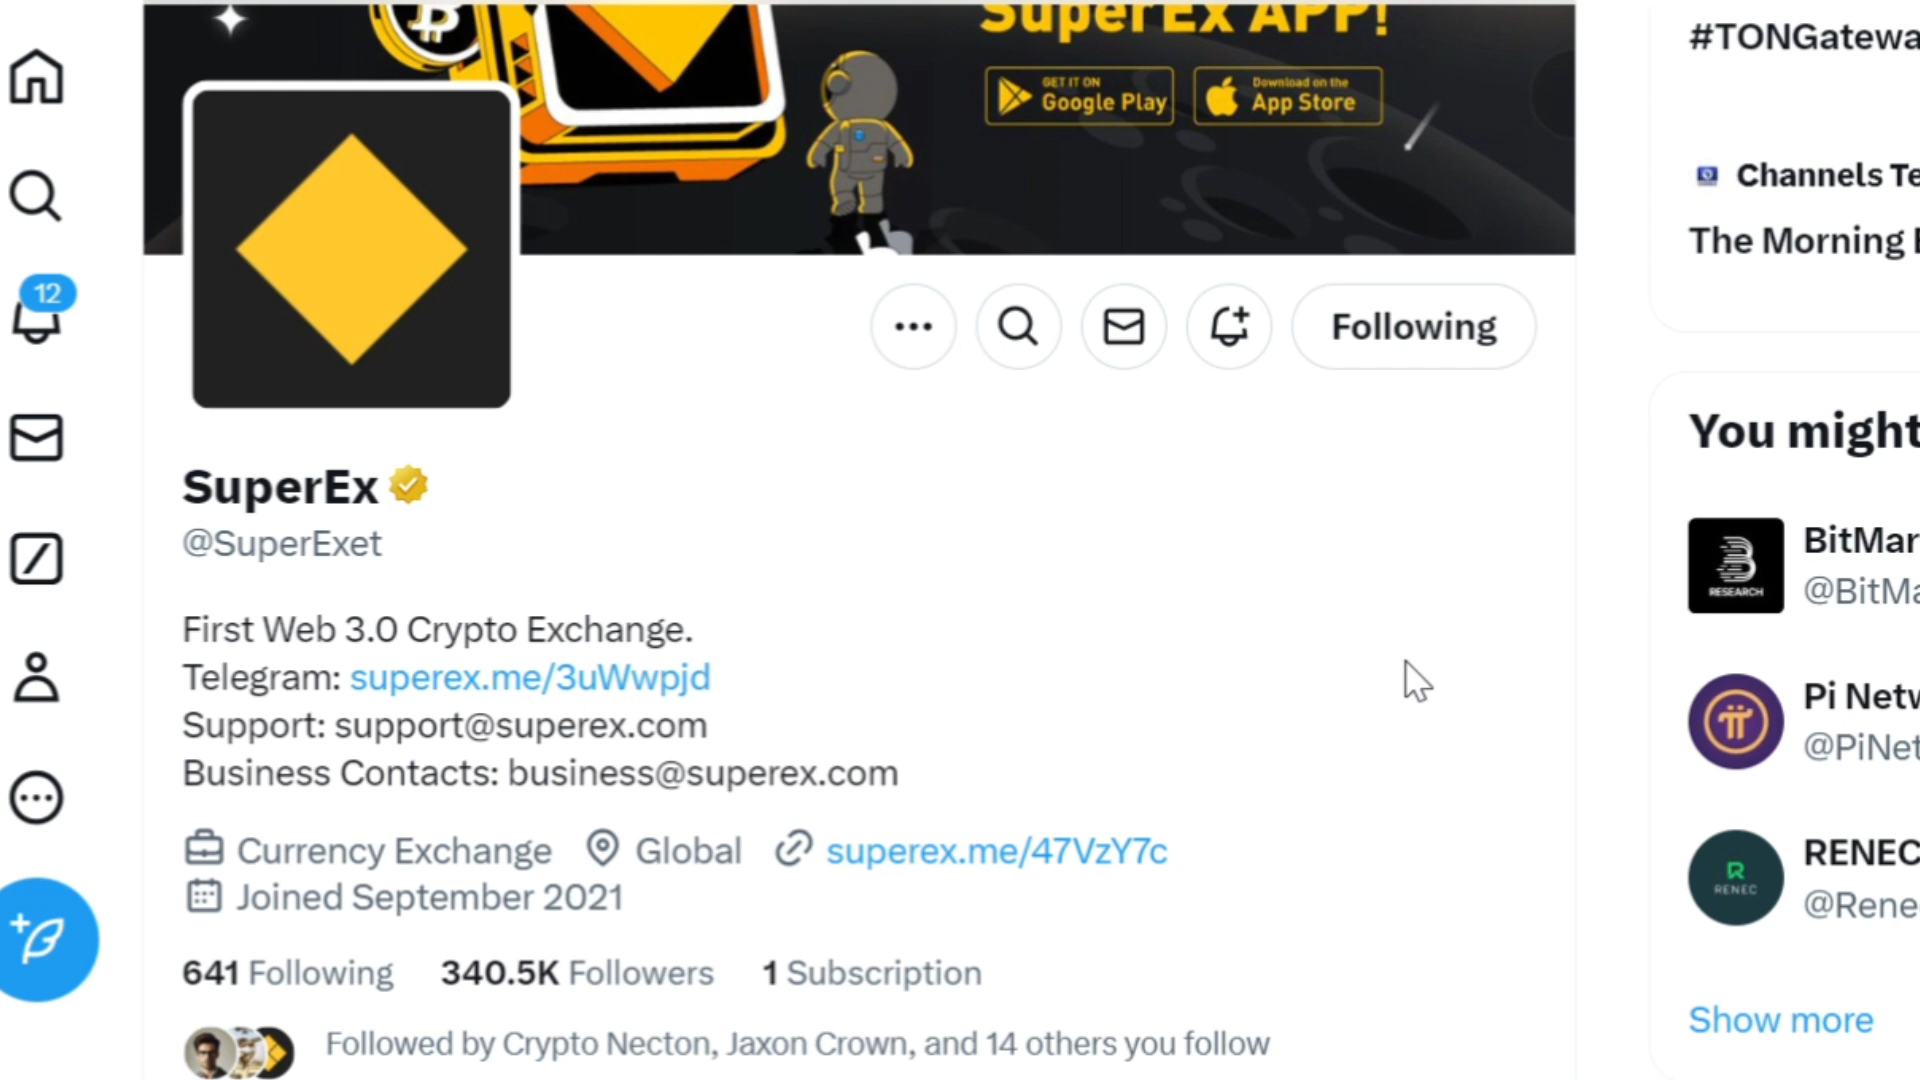 SuperEx APP!
GET IT ON
Google Play
Download on the
App Store
12
Following
SuperEx
@SuperExet
First Web 3.0 Crypto Exchange.
Telegram: superex.me/3uWwpjd
Support: support@superex.com
Business Contacts: business@superex.com
Currency Exchange Global superex.me/47VzY7c
Joined September 2021
641 Following 340.5K Followers 1 Subscription
Followed by Crypto Necton, Jaxon Crown, and 14 others you follow
#TONGatewa
Channels Te
The Morning
You might
RESEARCH
BitMar
@BitMa
Pi Netw
@PiNet
RENEC
RENEC
@Rene
Show more